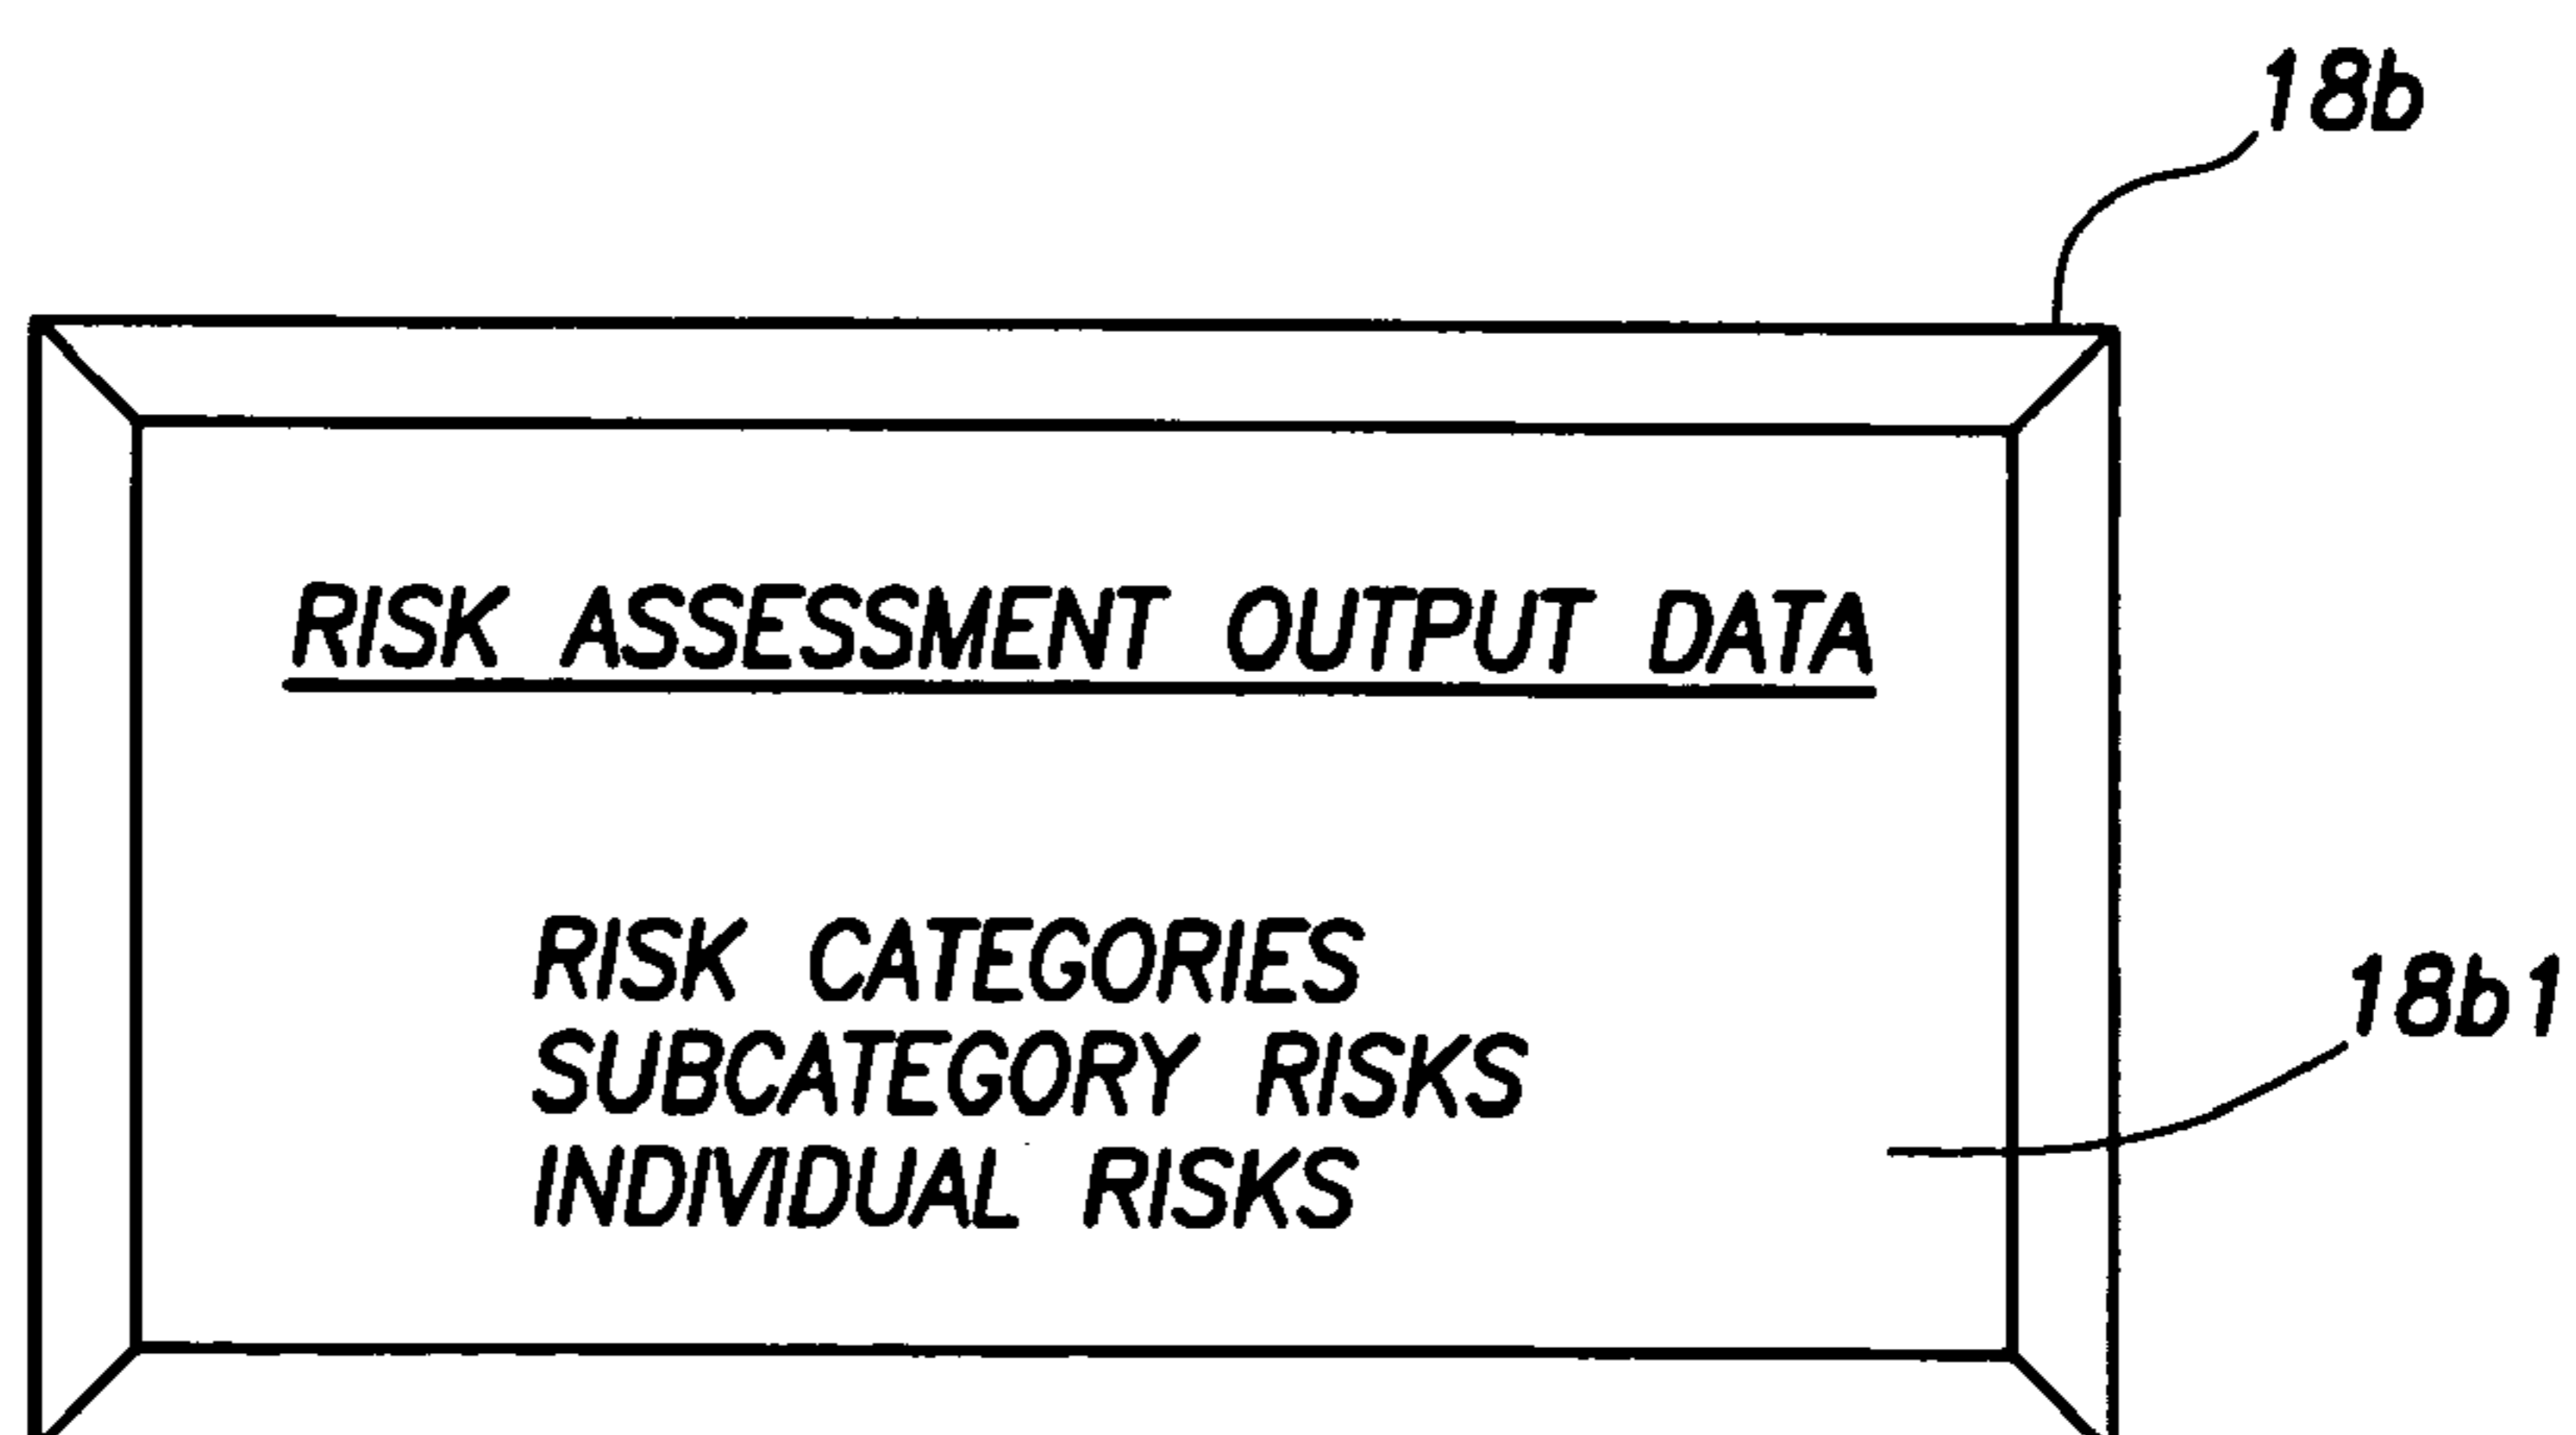 18b
RISK ASSESSMENT OUTPUT DATA
RISK CATEGORIES
SUBCATEGORY RISKS
INDIVIDUAL RISKS
18b1